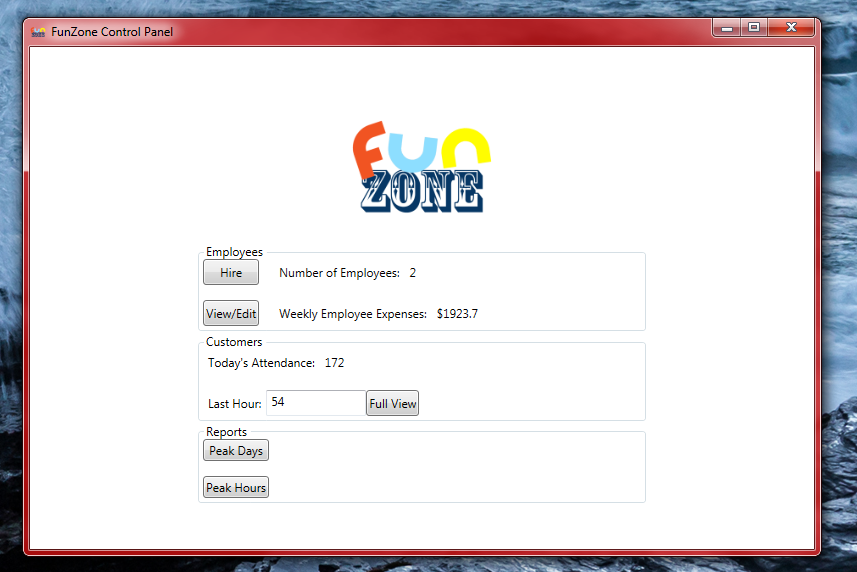 FunZone Control Panel
Fun
ZONE
Employees
Hire Number of Employees: 2
View/Edit Weekly Employee Expenses: $1923.7
Customers
Today's Attendance: 172
Last Hour: 54 Full View
Reports
Peak Days
Peak Hours